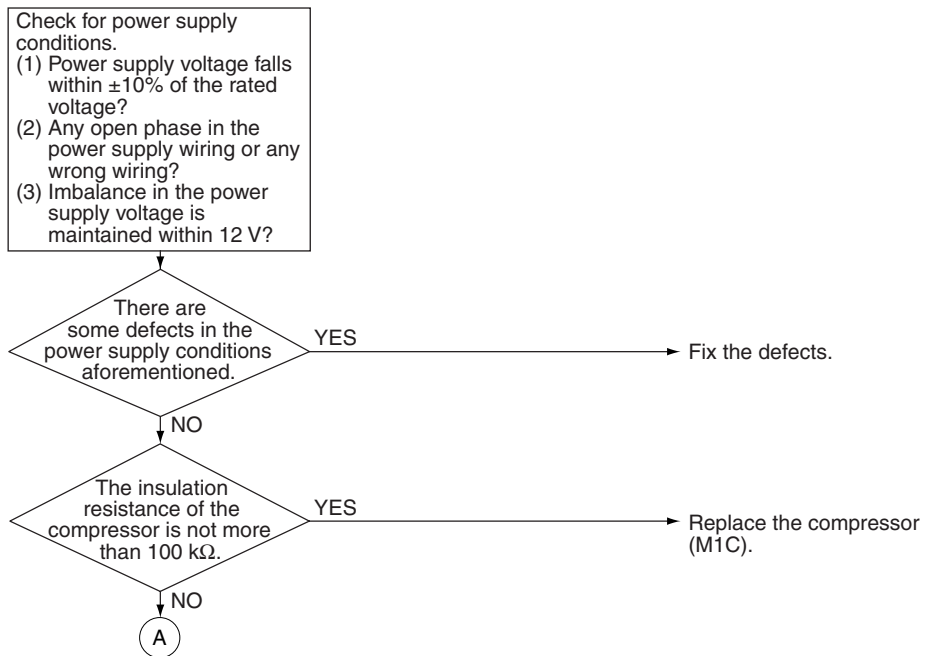 Check for power supply
conditions.
(1) Power supply voltage falls
within ±10% of the rated
voltage?
(2) Any open phase in the
power supply wiring or any
wrong wiring?
(3) Imbalance in the power
supply voltage is
maintained within 12 V?
There are
some defects in the
power supply conditions
aforementioned.
YES
Fix the defects.
NO
The insulation
resistance of the
compressor is not more
than 100 kΩ.
YES
Replace the compressor
(M1C).
NO
A